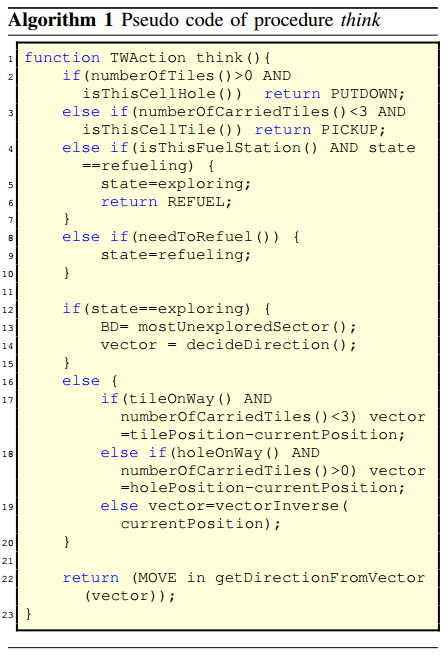 Algorithm 1 Pseudo code of procedure think
1 function TWAction think(){
2 if(numberOfTiles()>0 AND
isThisCellHole()) return PUTDOWN;
3 else if(numberOfCarriedTiles()<3 AND
isThisCellTile()) return PICKUP;
4 else if(isThisFuelStation() AND state
==refueling) {
5 state=exploring;
6 return REFUEL;
7 }
8 else if(needToRefuel()) {
9 state=refueling;
10 }
11
12 if(state==exploring) {
13 BD= mostUnexploredSector();
14 vector = decideDirection();
15 }
16 else {
17 if(tileOnWay() AND
numberOfCarriedTiles()<3) vector
=tilePosition-currentPosition;
18 else if(holeOnWay() AND
numberOfCarriedTiles()>0) vector
=holePosition-currentPosition;
19 else vector=vectorInverse(
currentPosition);
20 }
21
22 return (MOVE in getDirectionFromVector
(vector));
23 }